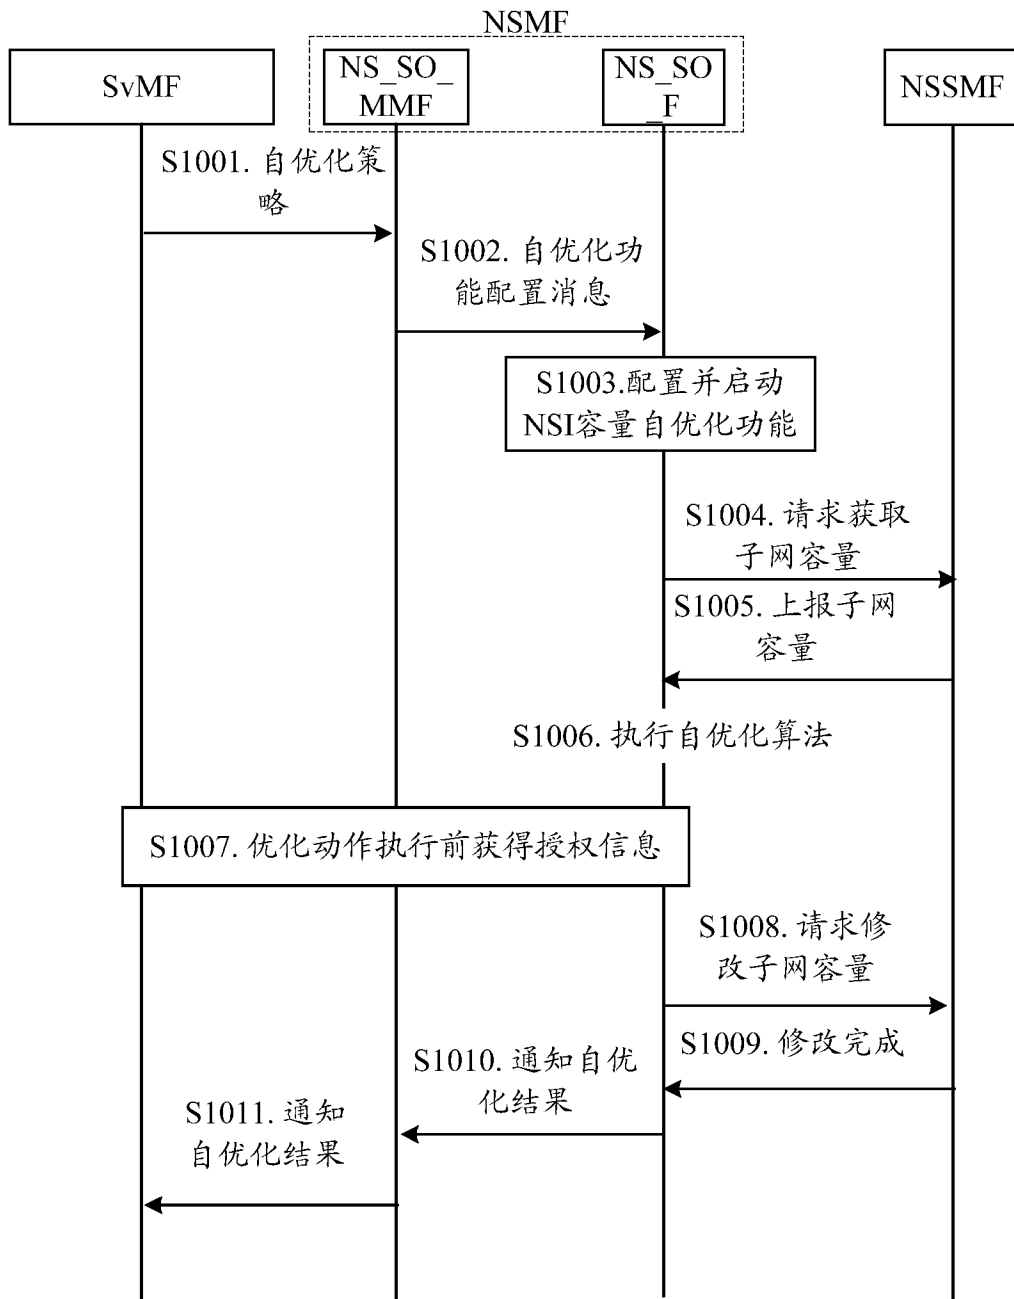 NSMF
SvMF
NS_SO_
MMF
NS_SO
_F
NSSMF
S1001. 自优化策
略
S1002. 自优化功
能配置消息
S1003.配置并启动
NSI容量自优化功能
S1004. 请求获取
子网容量
S1005. 上报子网
容量
S1006. 执行自优化算法
S1007. 优化动作执行前获得授权信息
S1008. 请求修
改子网容量
S1009. 修改完成
S1010. 通知自优
化结果
S1011. 通知
自优化结果